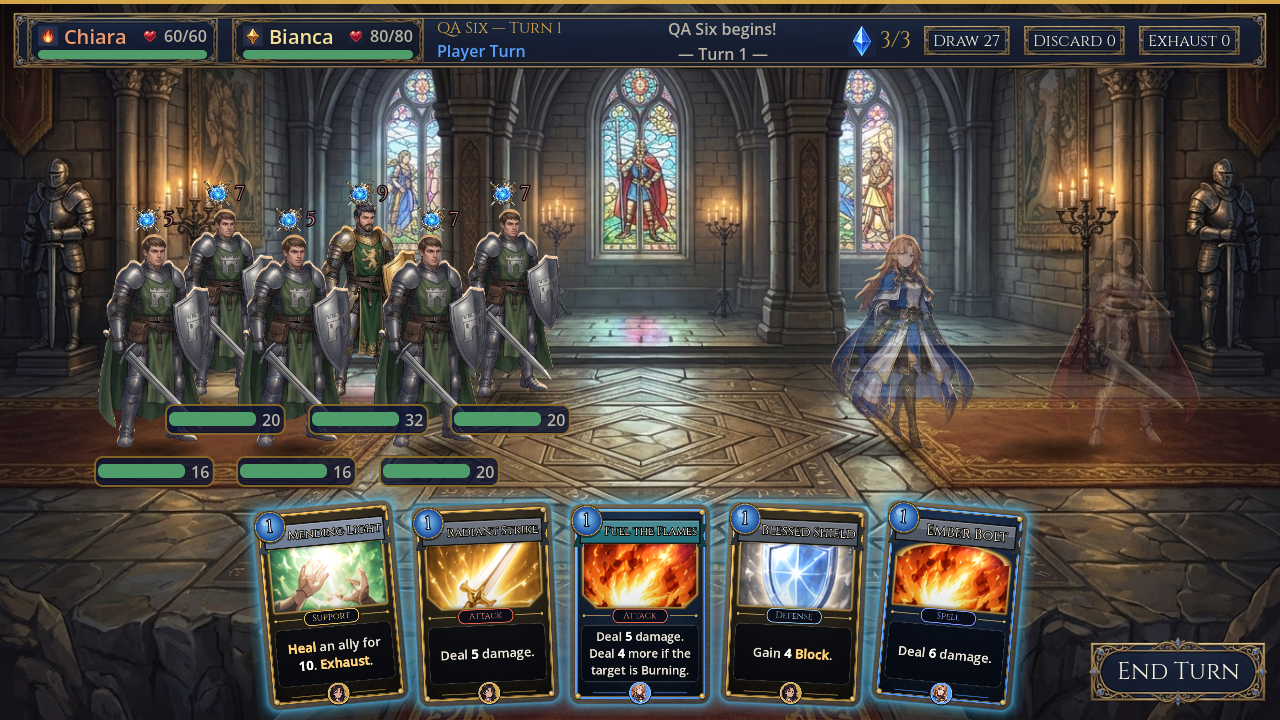 Chiara 60/60
Bianca 80/80
QA Six — Turn 1
Player Turn
QA Six begins!
— Turn 1 —
3/3
Draw 27
Discard 0
Exhaust 0
7
9
7
5
5
7
20
32
20
16
16
20
1
Mending Light
Support
Heal an ally for
10. Exhaust.
1
Radiant Strike
Attack
Deal 5 damage.
1
Fuel the Flames
Attack
Deal 5 damage.
Deal 4 more if the
target is Burning.
1
Blessed Shield
Defense
Gain 4 Block.
1
Ember Bolt
Spell
Deal 6 damage.
End Turn